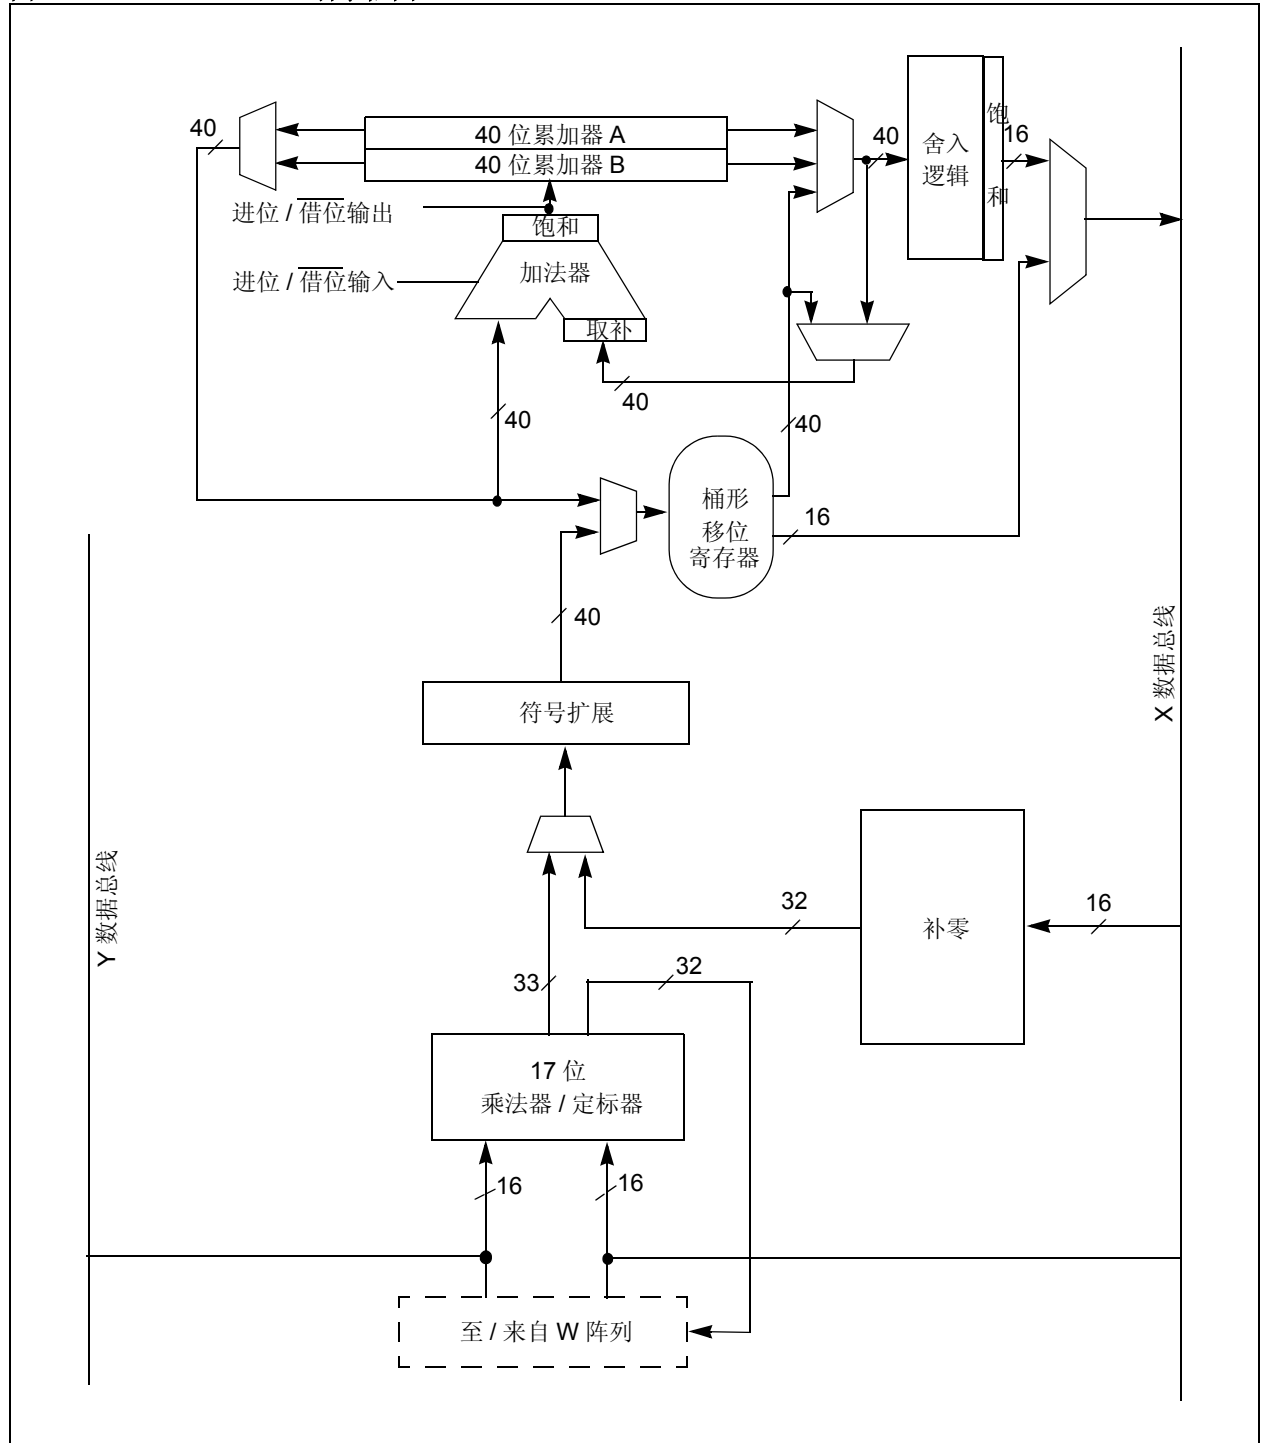 40
40 位累加器 A
40 位累加器 B
40
舍入
逻辑
饱
和
16
进位 / 借位输出
饱和
进位 / 借位输入
加法器
取补
40
40
40
桶形
移位
寄存器
16
40
符号扩展
X 数据总线
Y 数据总线
32
补零
16
33
32
17 位
乘法器 / 定标器
16
16
至 / 来自 W 阵列